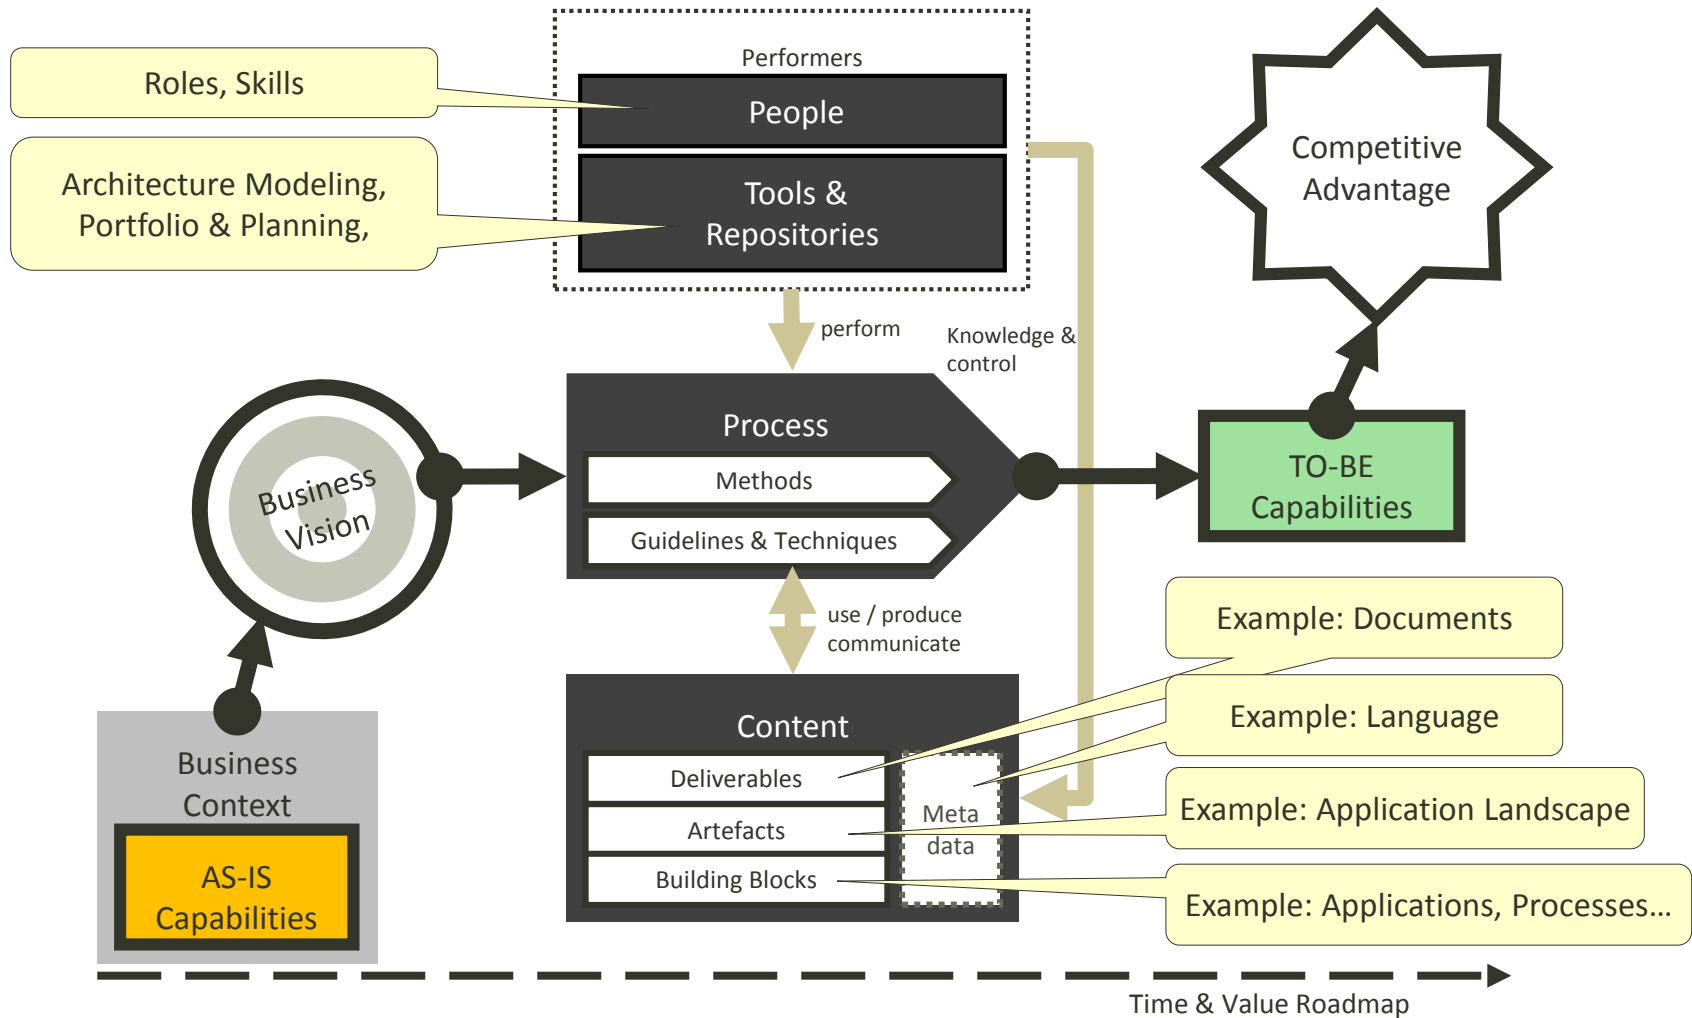 Performers
Roles, Skills
People
Architecture Modeling,
Portfolio & Planning,
Tools &
Repositories
Competitive
Advantage
perform
Knowledge &
control
Business
Vision
Process
Methods
Guidelines & Techniques
TO-BE
Capabilities
use / produce
communicate
Example: Documents
Example: Language
Example: Application Landscape
Example: Applications, Processes...
Content
Deliverables
Artefacts
Building Blocks
Meta
data
Business
Context
AS-IS
Capabilities
Time & Value Roadmap